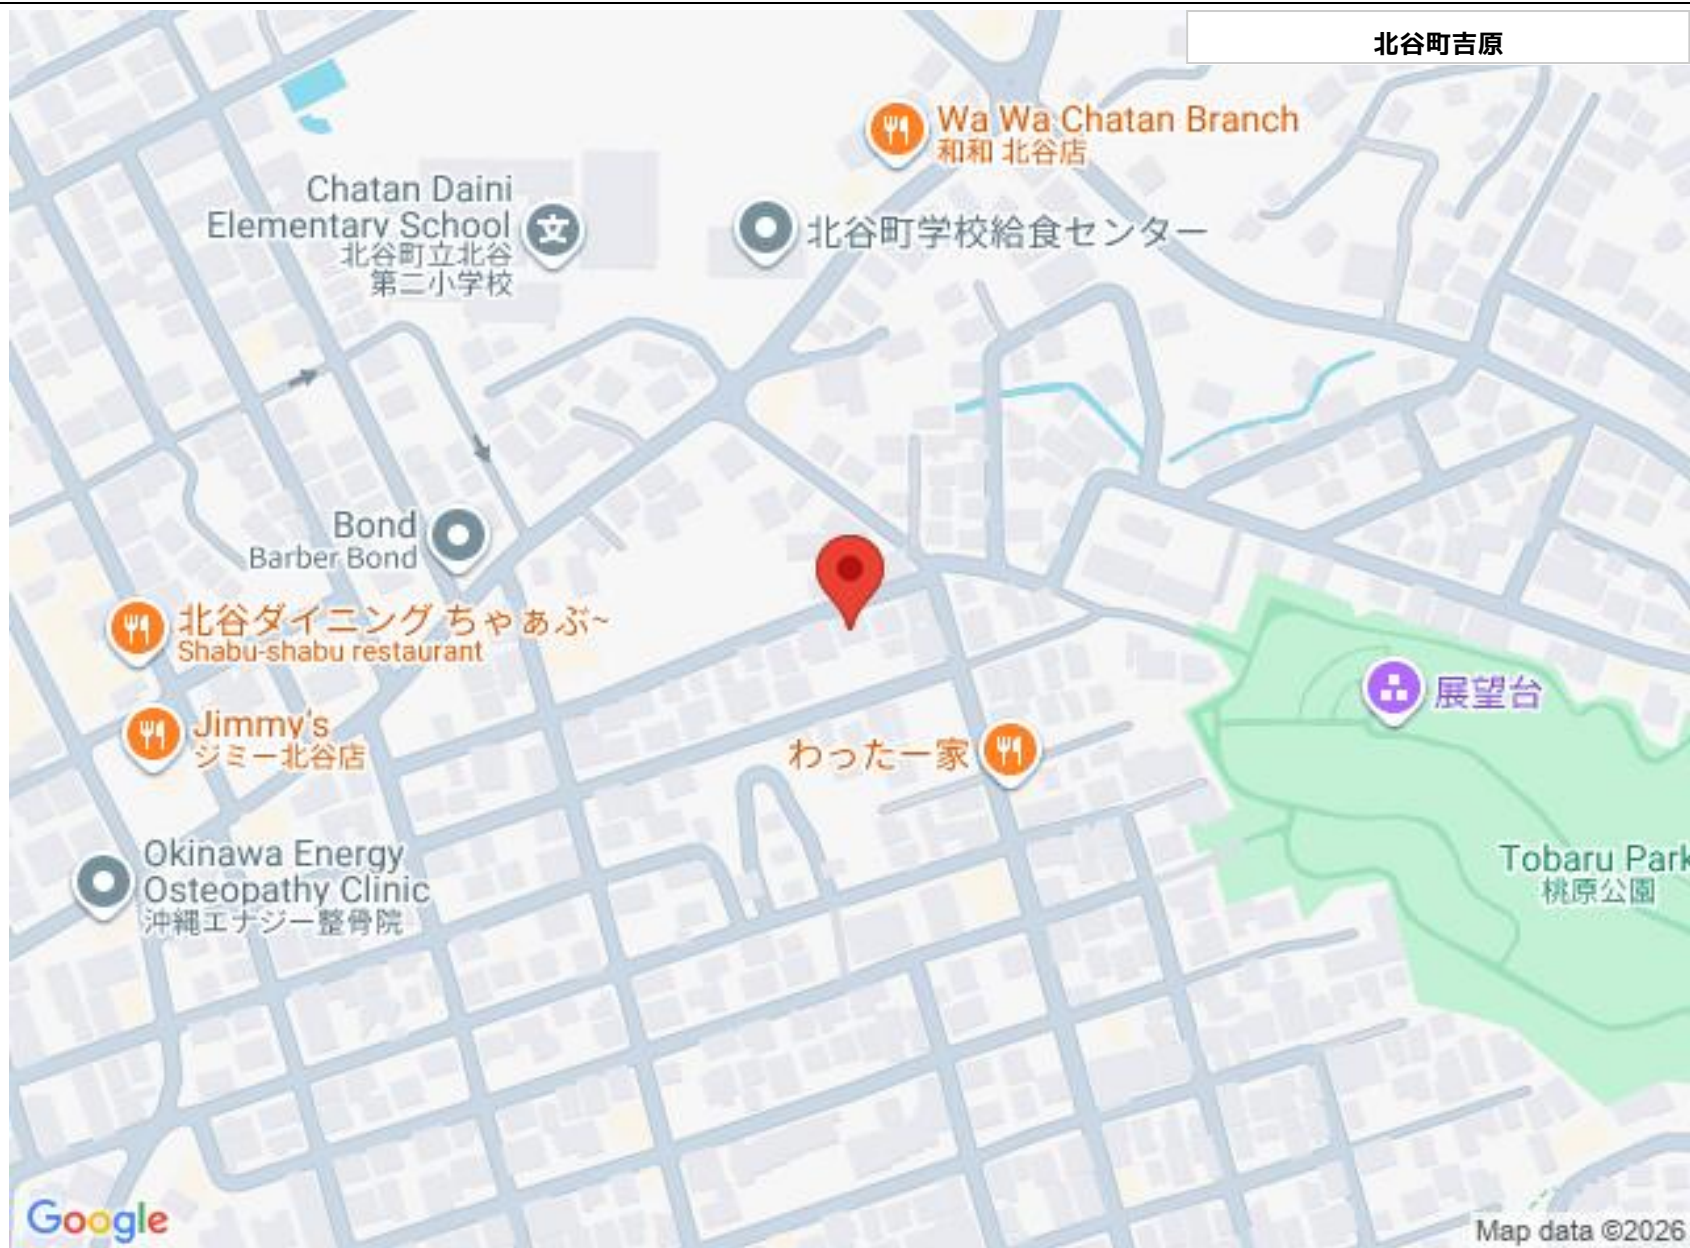 北谷町吉原
Wa Wa Chatan Branch
和和 北谷店
Chatan Daini
Elementary School
北谷町立北谷
第二小学校
北谷町学校給食センター
Bond
Barber Bond
北谷ダイニング ちゃぁぶ~
Shabu-shabu restaurant
展望台
Jimmy's
ジミー北谷店
わったー家
Okinawa Energy
Osteopathy Clinic
沖縄エナジー整骨院
Tobaru Park
桃原公園
Google
Map data ©2026